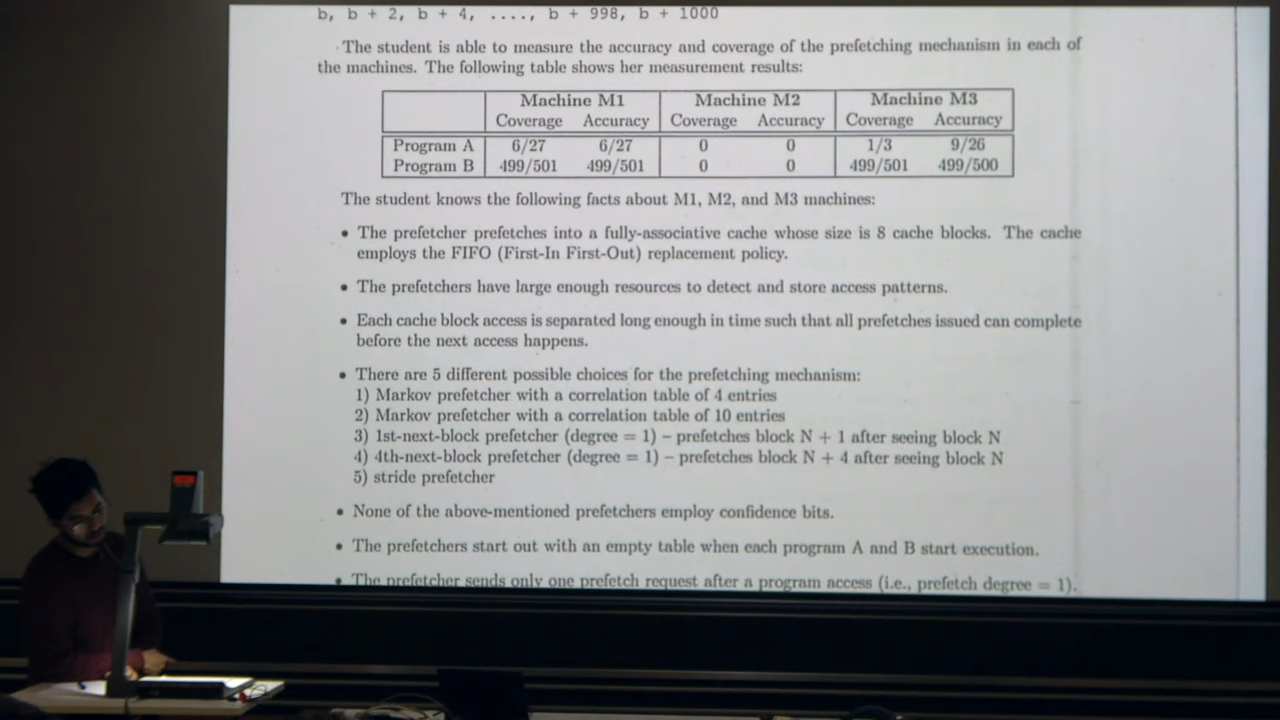 b, b + 2, b + 4, ...., b + 998, b + 1000
The student is able to measure the accuracy and coverage of the prefetching mechanism in each of
the machines. The following table shows her measurement results:
Machine M1 Machine M2 Machine M3
Coverage Accuracy Coverage Accuracy Coverage Accuracy
Program A 6/27 6/27 0 0 1/3 9/26
Program B 499/501 499/501 0 0 499/501 499/500
The student knows the following facts about M1, M2, and M3 machines:
• The prefetcher prefetches into a fully-associative cache whose size is 8 cache blocks. The cache
employs the FIFO (First-In First-Out) replacement policy.
• The prefetchers have large enough resources to detect and store access patterns.
• Each cache block access is separated long enough in time such that all prefetches issued can complete
before the next access happens.
• There are 5 different possible choices for the prefetching mechanism:
1) Markov prefetcher with a correlation table of 4 entries
2) Markov prefetcher with a correlation table of 10 entries
3) 1st-next-block prefetcher (degree = 1) – prefetches block N + 1 after seeing block N
4) 4th-next-block prefetcher (degree = 1) – prefetches block N + 4 after seeing block N
5) stride prefetcher
• None of the above-mentioned prefetchers employ confidence bits.
• The prefetchers start out with an empty table when each program A and B start execution.
• The prefetcher sends only one prefetch request after a program access (i.e., prefetch degree = 1).